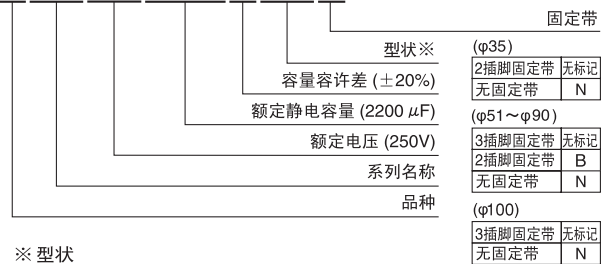 固定带
型状※
容量容许差 (±20%)
额定静电容量 (2200 μF)
额定电压 (250V)
系列名称
品种
※ 型状
(φ35)
2插脚固定带 无标记
无固定带 N
(φ51～φ90)
3插脚固定带 无标记
2插脚固定带 B
无固定带 N
(φ100)
3插脚固定带 无标记
无固定带 N